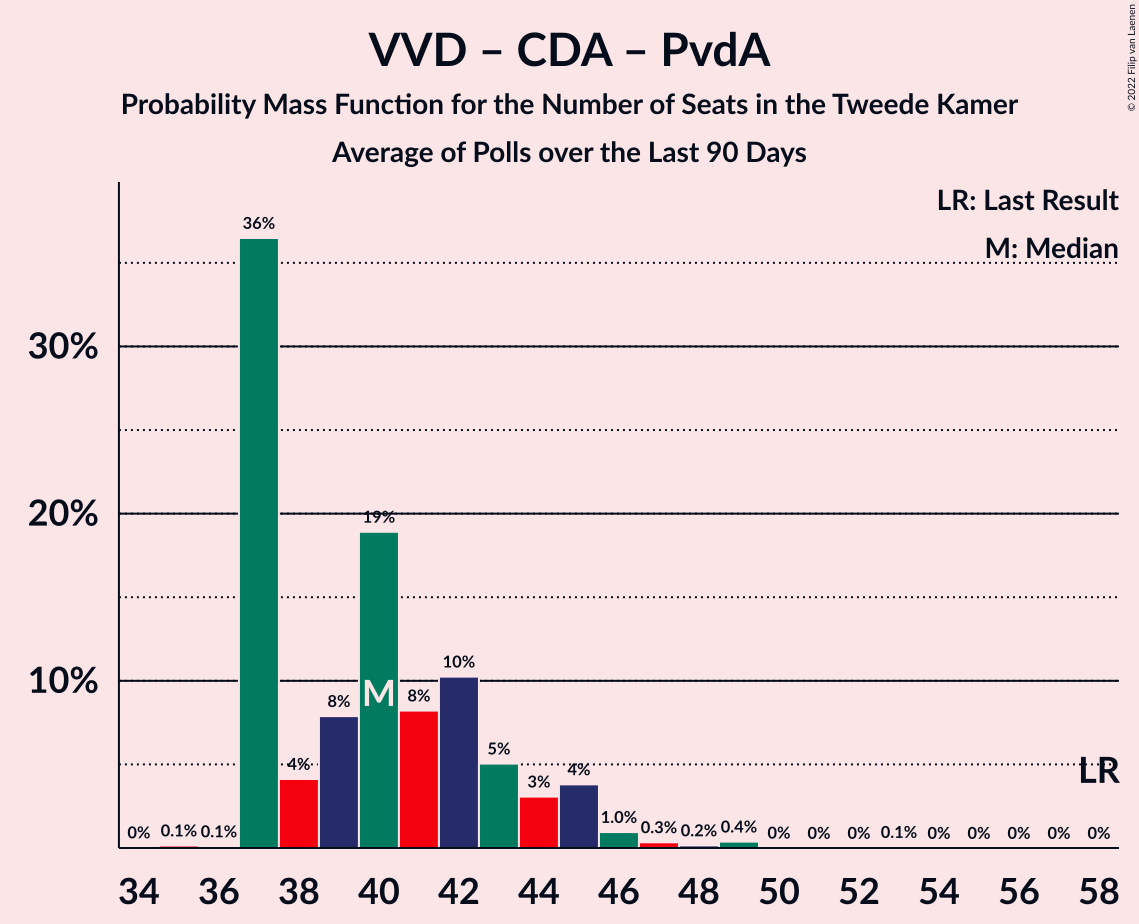 VVD – CDA – PvdA
Probability Mass Function for the Number of Seats in the Tweede Kamer
Average of Polls over the Last 90 Days
© 2022 Filip van Laenen
LR: Last Result
M: Median
36%
30%
19%
20%
10%
10%
M
8%
8%
5%
4%
4%
3%
LR
0% 0.1% 0.1% 1.0% 0.3% 0.2% 0.4% 0% 0% 0% 0.1% 0% 0% 0% 0% 0%
34 36 38 40 42 44 46 48 50 52 54 56 58